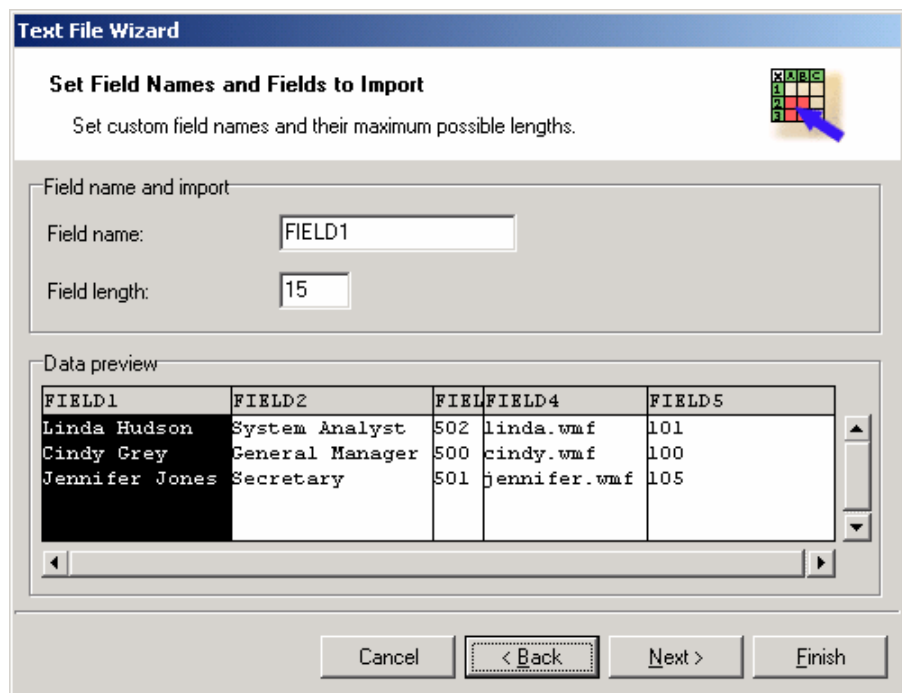 Text File Wizard
Set Field Names and Fields to Import
Set custom field names and their maximum possible lengths.
X A B C
1
2
3
Field name and import
Field name: FIELD1
Field length: 15
Data preview
FIELD1 FIELD2 FIEL FIELD4 FIELD5
Linda Hudson System Analyst 502 linda.wmf 101
Cindy Grey General Manager 500 cindy.wmf 100
Jennifer Jones Secretary 501 jennifer.wmf 105
Cancel < Back Next > Finish